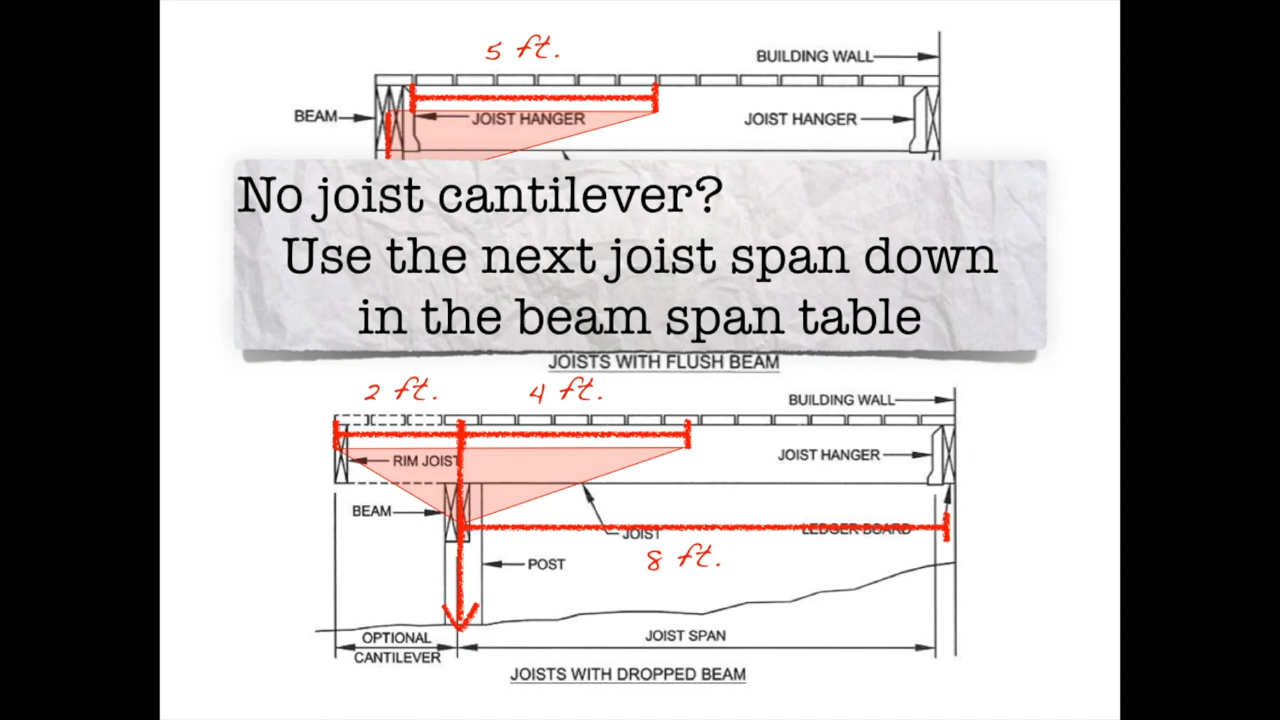 5 ft.
BUILDING WALL
BEAM
JOIST HANGER
JOIST HANGER
No joist cantilever?
Use the next joist span down
in the beam span table
JOISTS WITH FLUSH BEAM
2 ft.
4 ft.
BUILDING WALL
RIM JOIST
JOIST HANGER
BEAM
JOIST
LEDGER BOARD
8 ft.
POST
OPTIONAL
CANTILEVER
JOIST SPAN
JOISTS WITH DROPPED BEAM